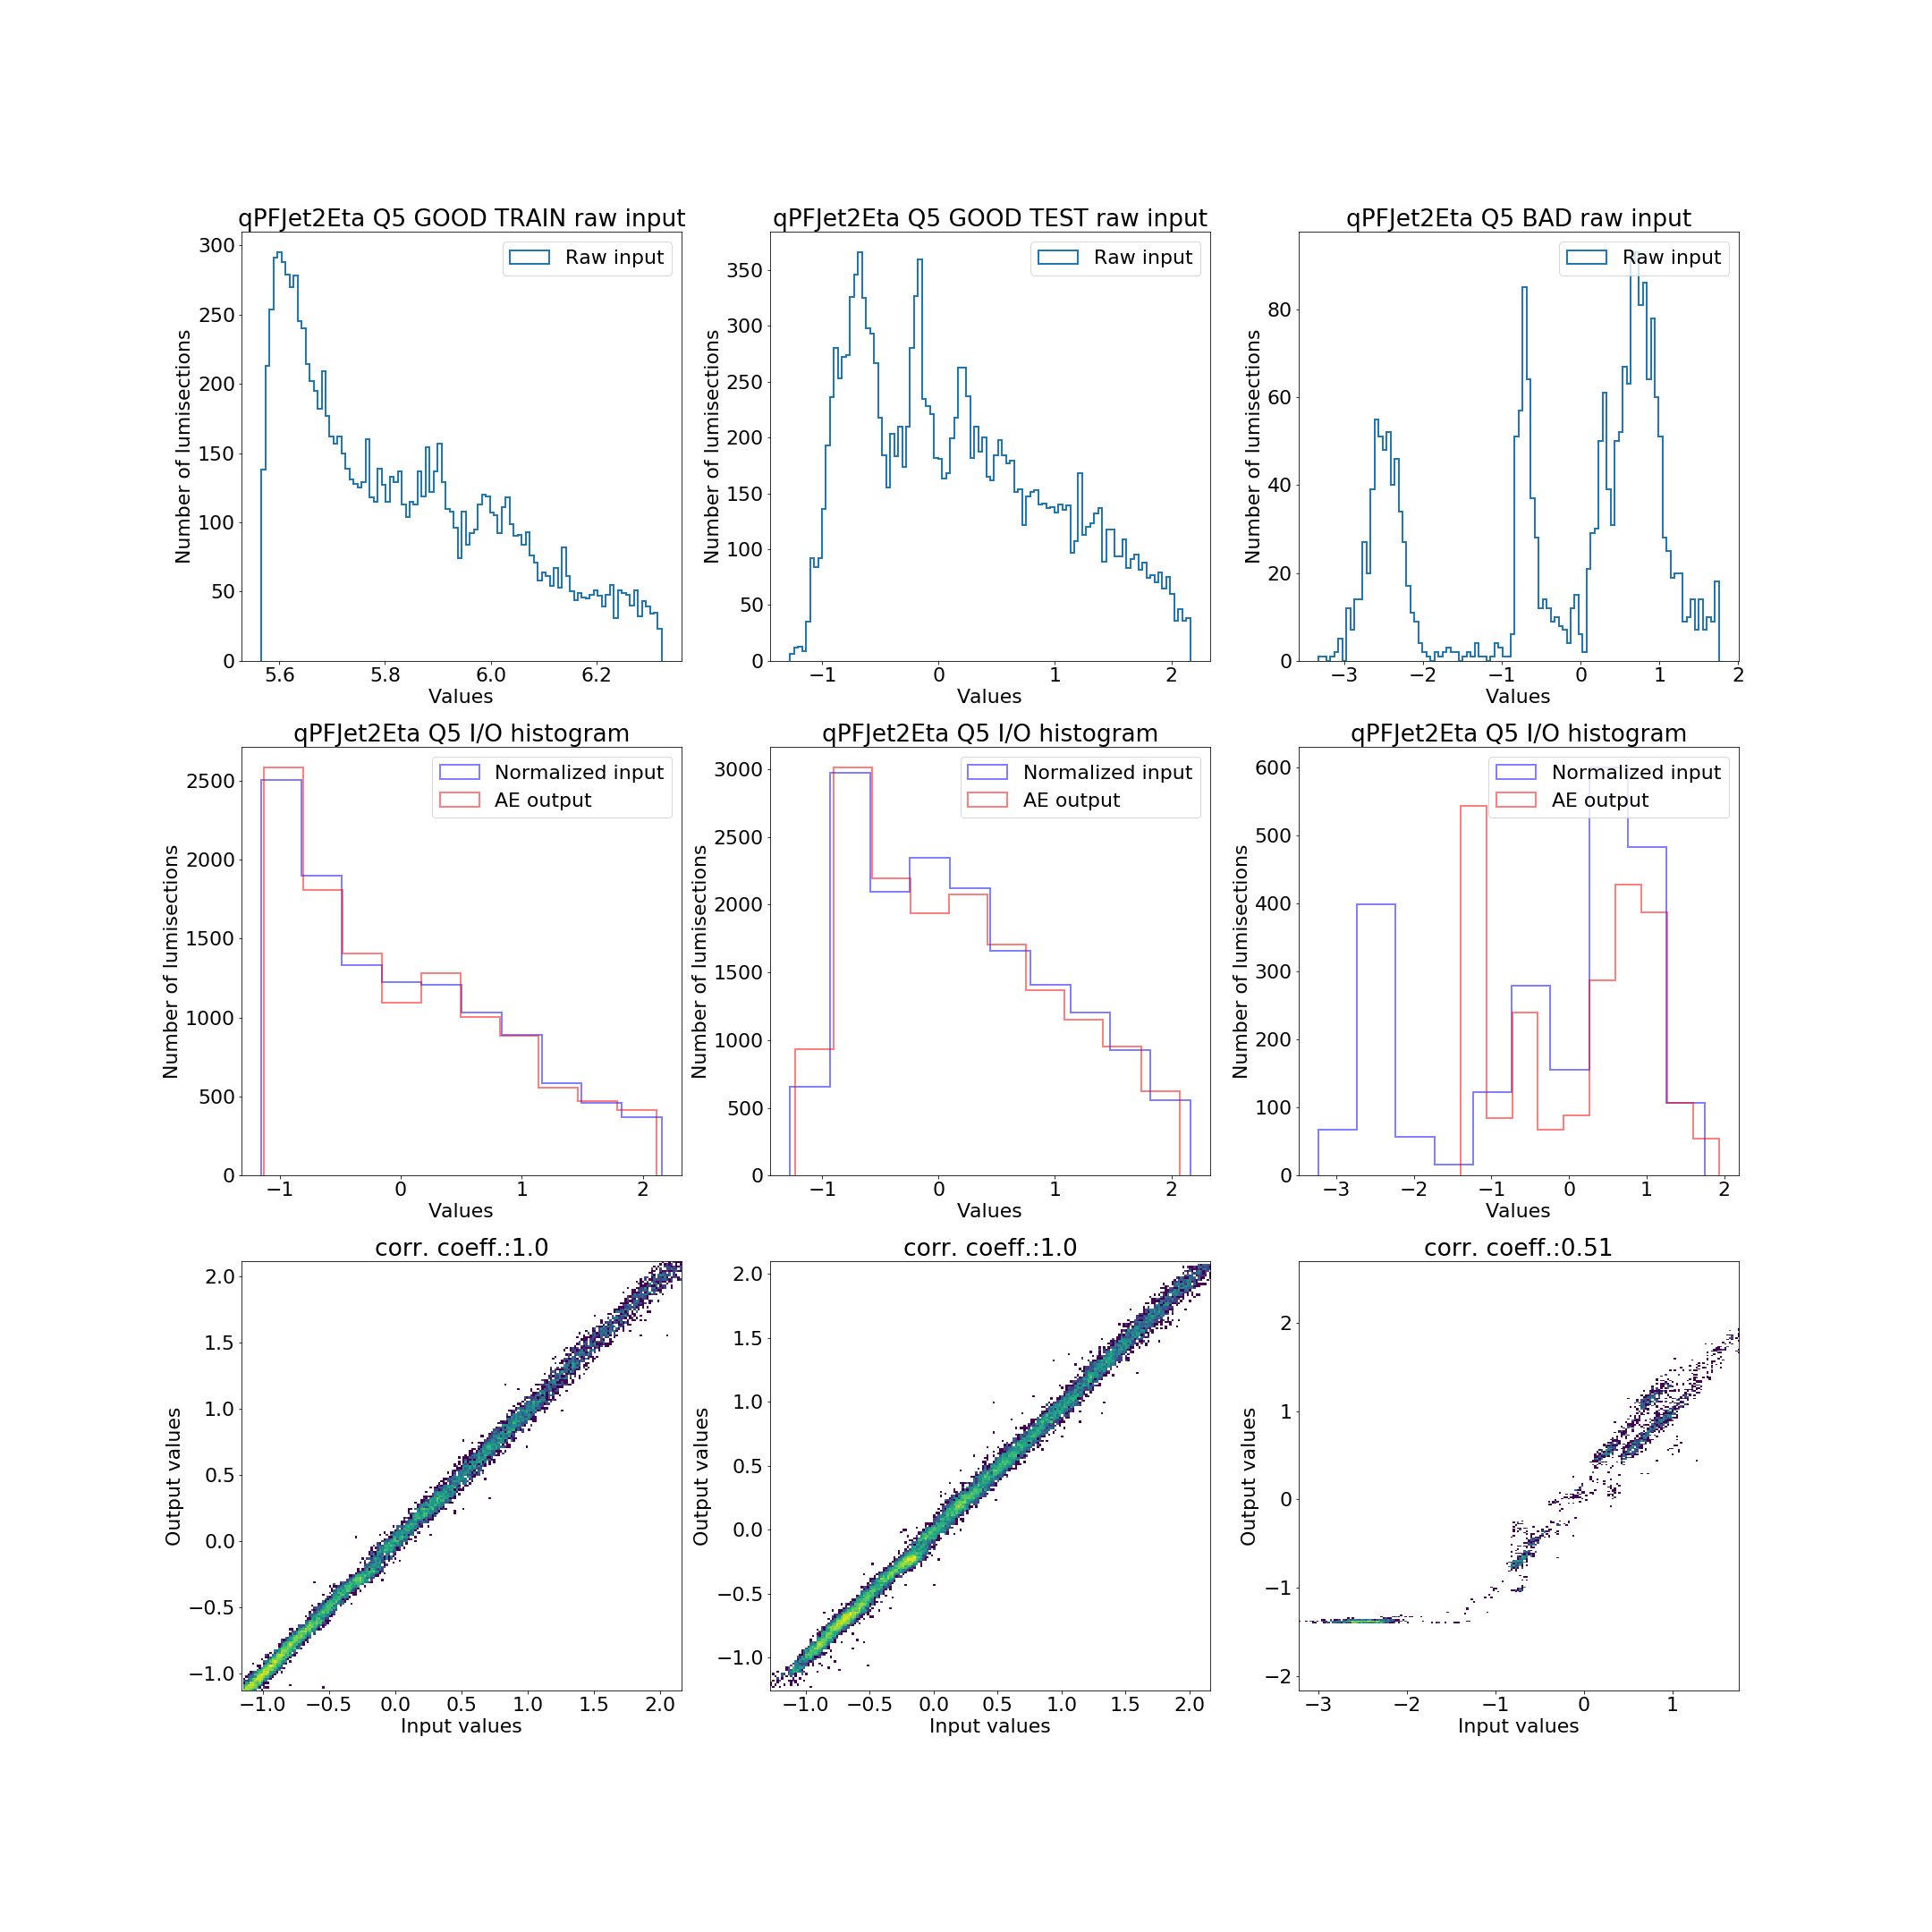 qPFJet2Eta Q5 GOOD TRAIN raw input
Raw input
Number of lumisections
0
50
100
150
200
250
300
5.6
5.8
6.0
6.2
Values
qPFJet2Eta Q5 GOOD TEST raw input
Raw input
Number of lumisections
0
50
100
150
200
250
300
350
−1
0
1
2
Values
qPFJet2Eta Q5 BAD raw input
Raw input
Number of lumisections
0
20
40
60
80
−3
−2
−1
0
1
2
Values
qPFJet2Eta Q5 I/O histogram
Normalized input
AE output
Number of lumisections
0
500
1000
1500
2000
2500
−1
0
1
2
Values
qPFJet2Eta Q5 I/O histogram
Normalized input
AE output
Number of lumisections
0
500
1000
1500
2000
2500
3000
−1
0
1
2
Values
qPFJet2Eta Q5 I/O histogram
Normalized input
AE output
Number of lumisections
0
100
200
300
400
500
600
−3
−2
−1
0
1
2
Values
corr. coeff.:1.0
Output values
−1.0
−0.5
0.0
0.5
1.0
1.5
2.0
−1.0
−0.5
0.0
0.5
1.0
1.5
2.0
Input values
corr. coeff.:1.0
Output values
−1.0
−0.5
0.0
0.5
1.0
1.5
2.0
−1.0
−0.5
0.0
0.5
1.0
1.5
2.0
Input values
corr. coeff.:0.51
Output values
−2
−1
0
1
2
−3
−2
−1
0
1
Input values